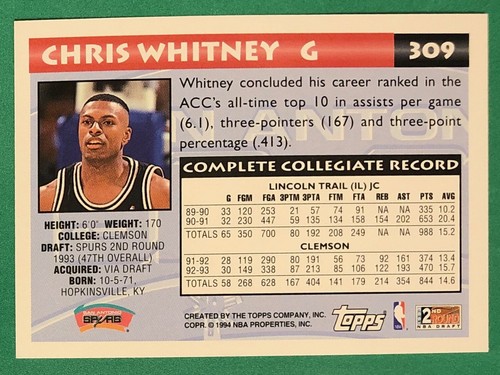 CHRIS WHITNEY G 309
Whitney concluded his career ranked in the
ACC's all-time top 10 in assists per game
(6.1), three-pointers (167) and three-point
percentage (.413).
HEIGHT: 6'0" WEIGHT: 170
COLLEGE: CLEMSON
DRAFT: SPURS 2ND ROUND
1993 (47TH OVERALL)
ACQUIRED: VIA DRAFT
BORN: 10-5-71,
HOPKINSVILLE, KY
SAN ANTONIO
SPURS
COMPLETE COLLEGIATE RECORD
LINCOLN TRAIL (IL) JC
G FGM FGA 3PTM 3PTA FTM FTA REB AST PTS AVG
89-90 33 120 253 21 57 74 91 NA NA 335 10.2
90-91 32 230 447 59 135 134 158 154 202 653 20.4
TOTALS 65 350 700 80 192 208 249 NA NA 988 15.2
CLEMSON
91-92 28 119 290 80 191 56 73 92 161 374 13.4
92-93 30 149 338 87 213 85 106 122 193 470 15.7
TOTALS 58 268 628 167 404 141 179 214 354 844 14.6
CREATED BY THE TOPPS COMPANY, INC.
COPR. © 1994 NBA PROPERTIES, INC.
Topps
2ND
ROUND
NBA DRAFT